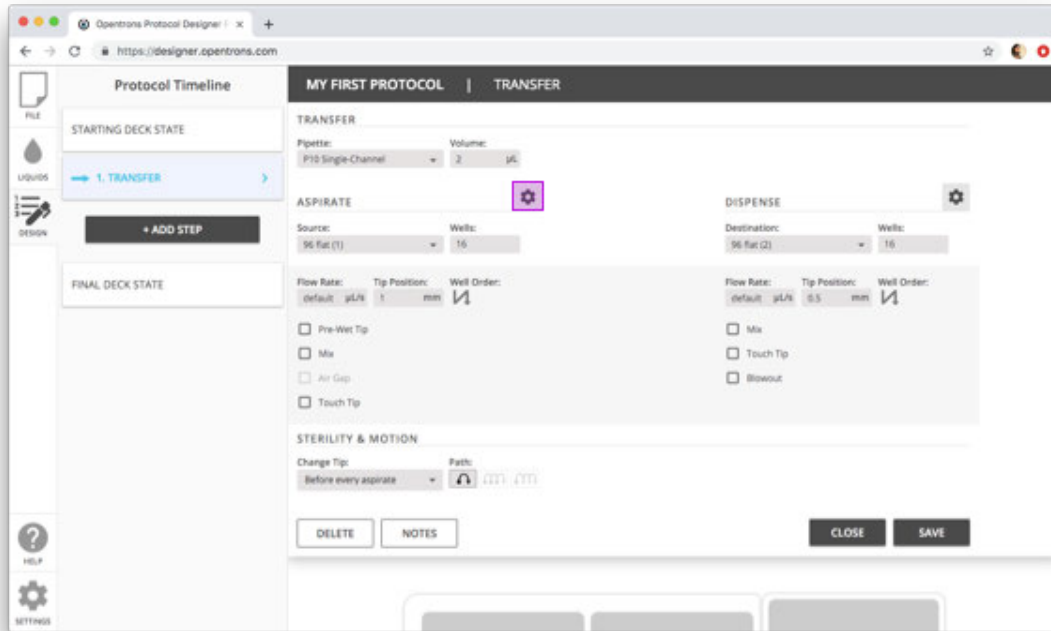 Opentrons Protocol Designer
https://designer.opentrons.com
FILE
LIQUIDS
DESIGN
HELP
SETTINGS
Protocol Timeline
STARTING DECK STATE
1. TRANSFER
+ ADD STEP
FINAL DECK STATE
MY FIRST PROTOCOL | TRANSFER
TRANSFER
Pipette: Volume:
P10 Single-Channel 2 µL
ASPIRATE
Source: Wells:
96 flat (1) 16
Flow Rate: Tip Position: Well Order:
default µL/s 1 mm
Pre-Wet Tip
Mix
Air Gap
Touch Tip
DISPENSE
Destination: Wells:
96 flat (2) 16
Flow Rate: Tip Position: Well Order:
default µL/s 0.5 mm
Mix
Touch Tip
Blowout
STERILITY & MOTION
Change Tip: Path:
Before every aspirate
DELETE NOTES CLOSE SAVE